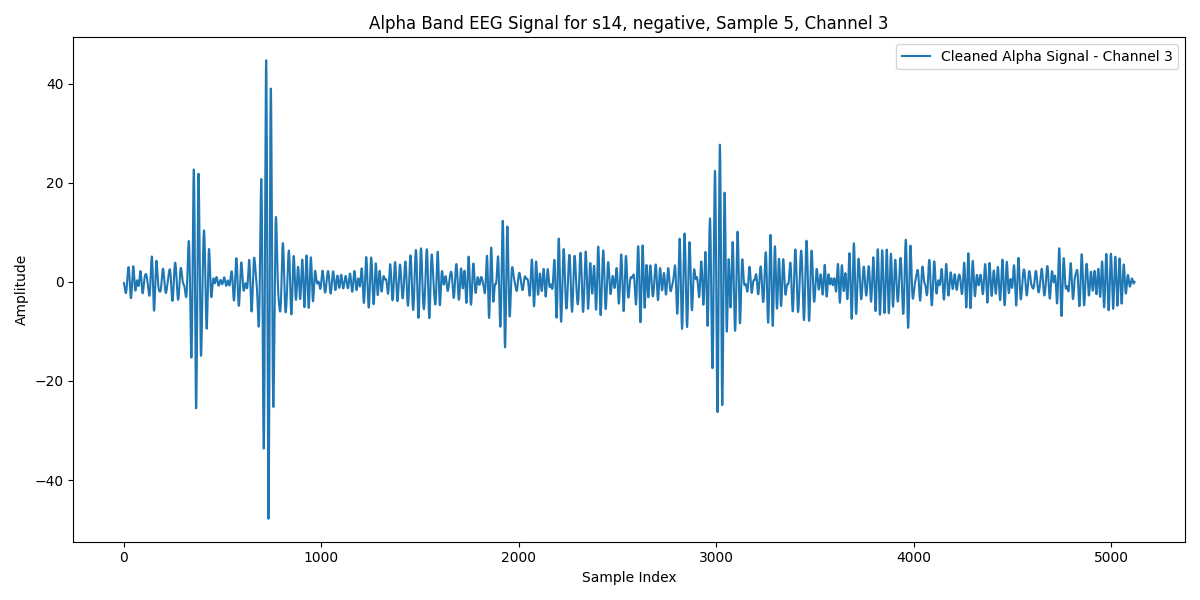 Alpha Band EEG Signal for s14, negative, Sample 5, Channel 3
Cleaned Alpha Signal - Channel 3
Amplitude
40
20
0
−20
−40
0 1000 2000 3000 4000 5000
Sample Index